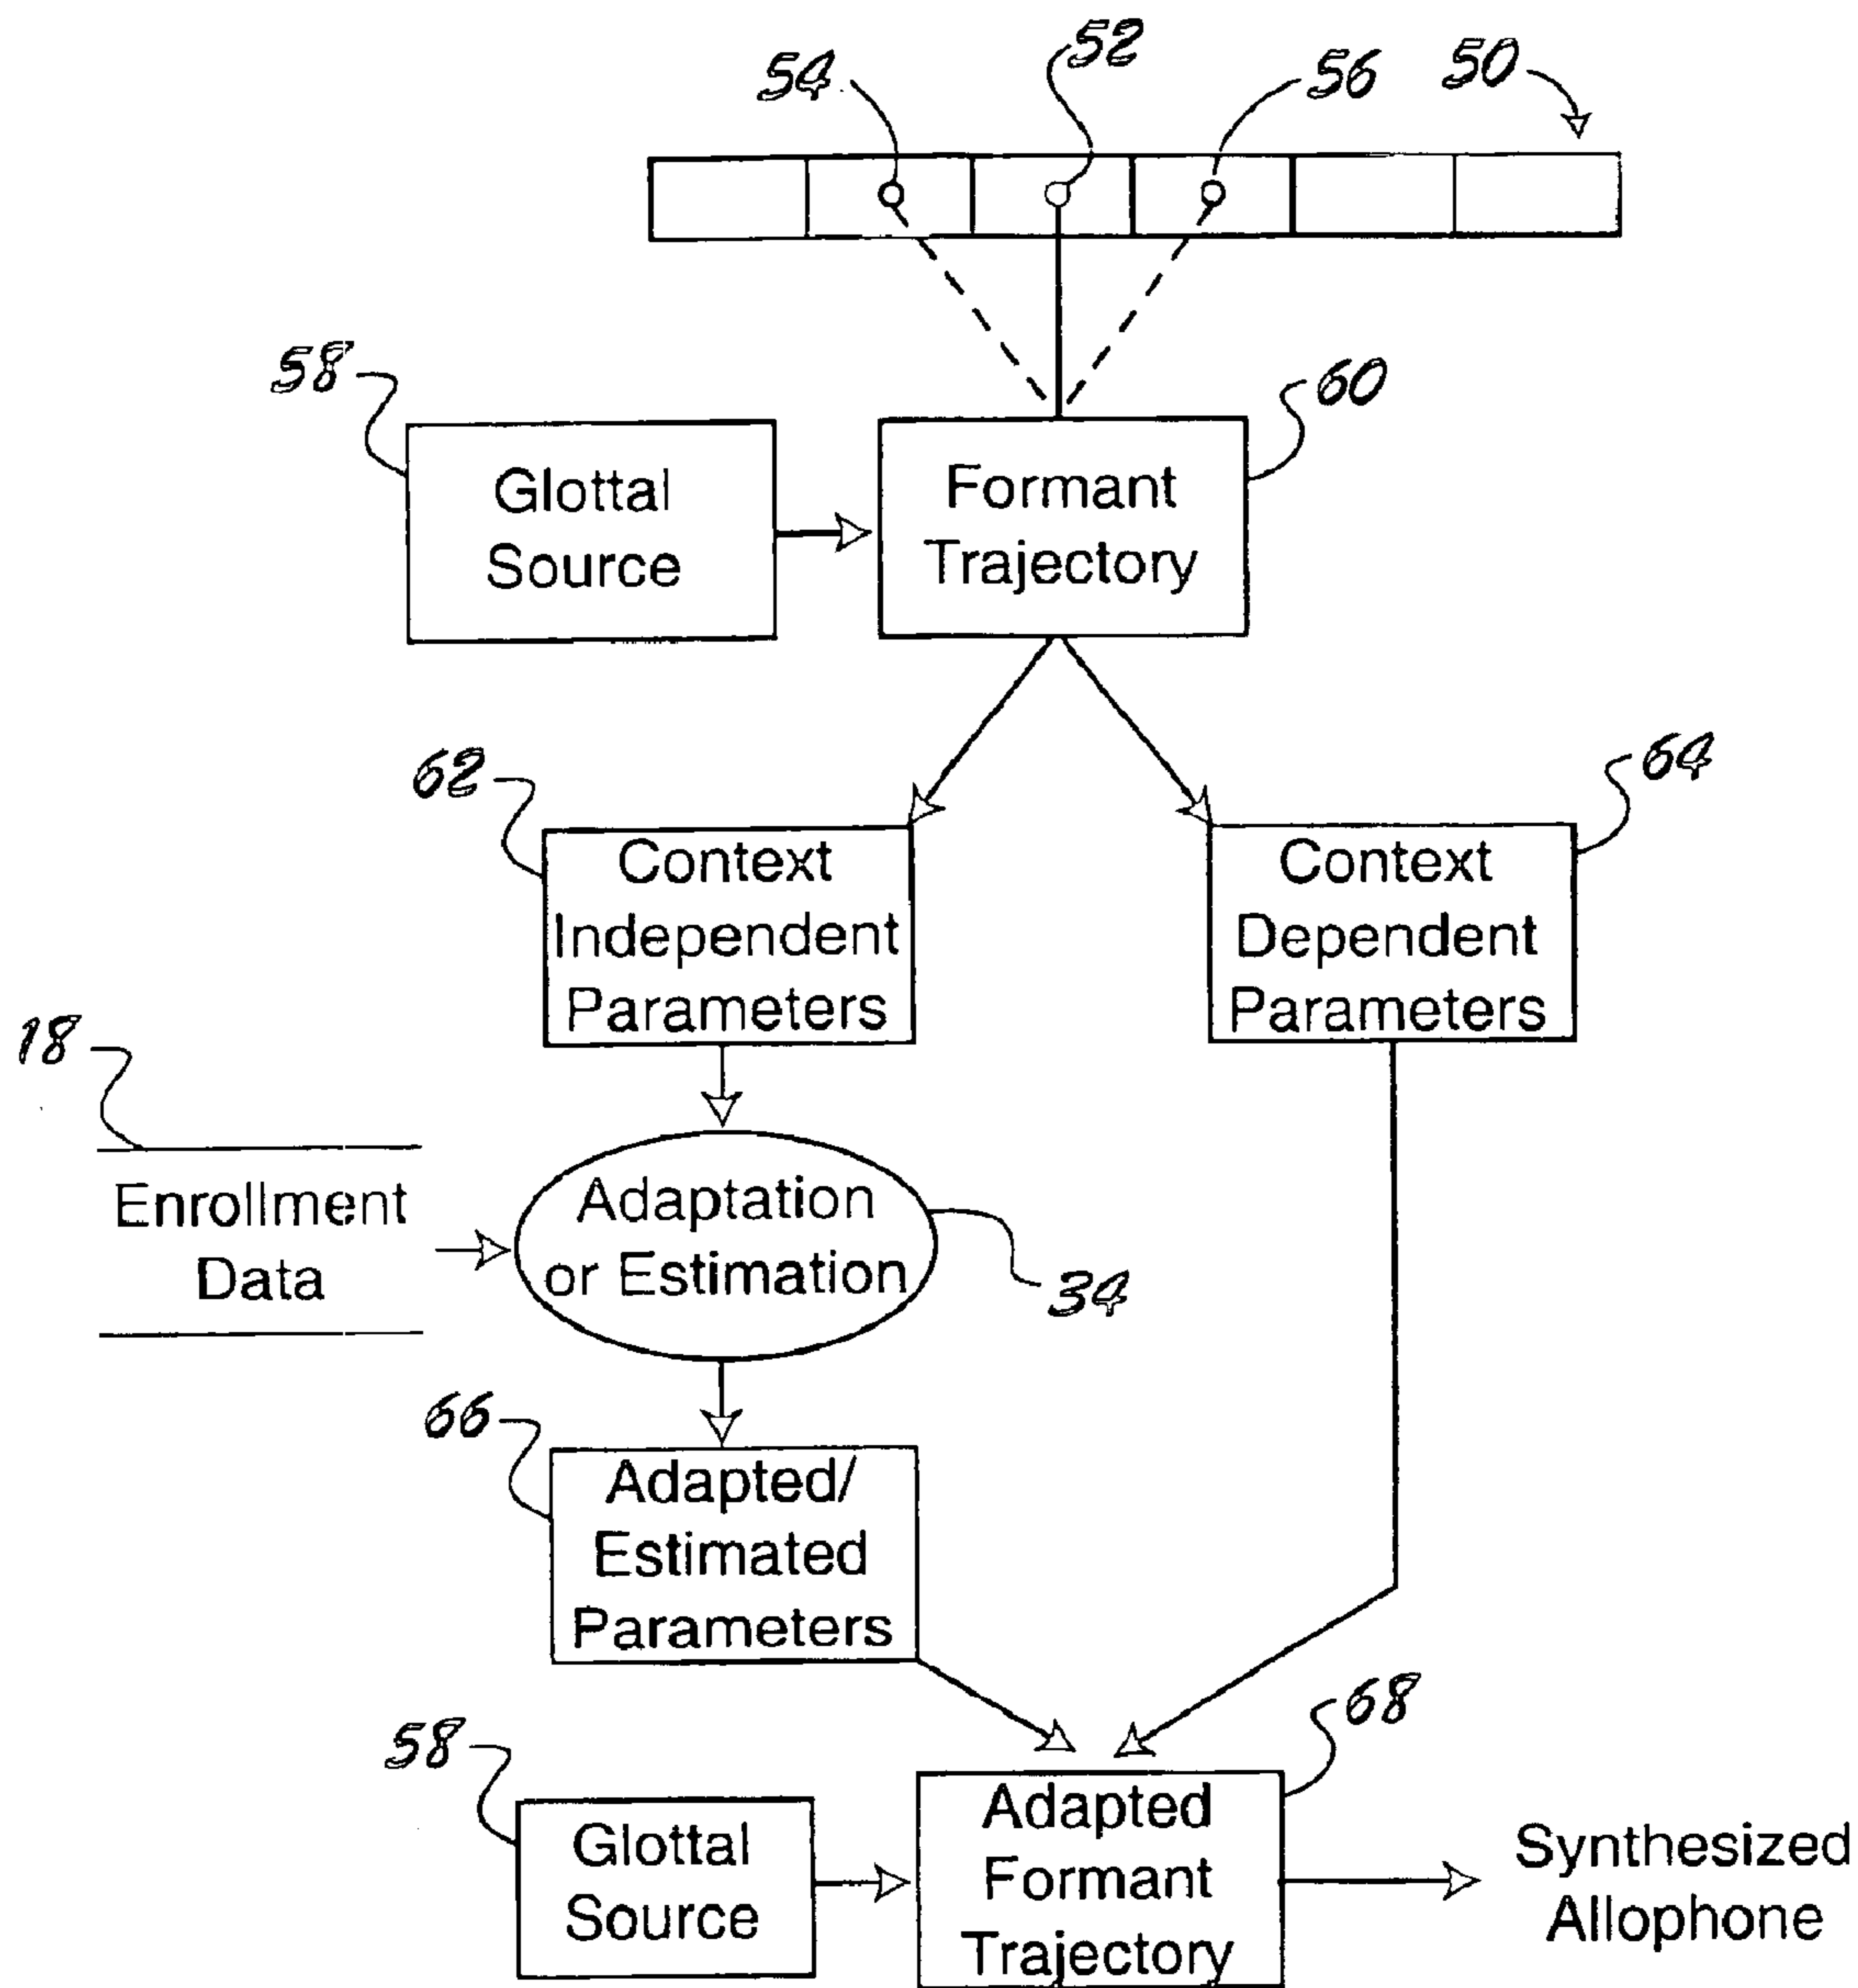 54
52
56
50
58
60
Glottal
Source
Formant
Trajectory
62
64
Context
Independent
Parameters
Context
Dependent
Parameters
18
Enrollment
Data
Adaptation
or Estimation
34
66
Adapted/
Estimated
Parameters
58
68
Glottal
Source
Adapted
Formant
Trajectory
Synthesized
Allophone